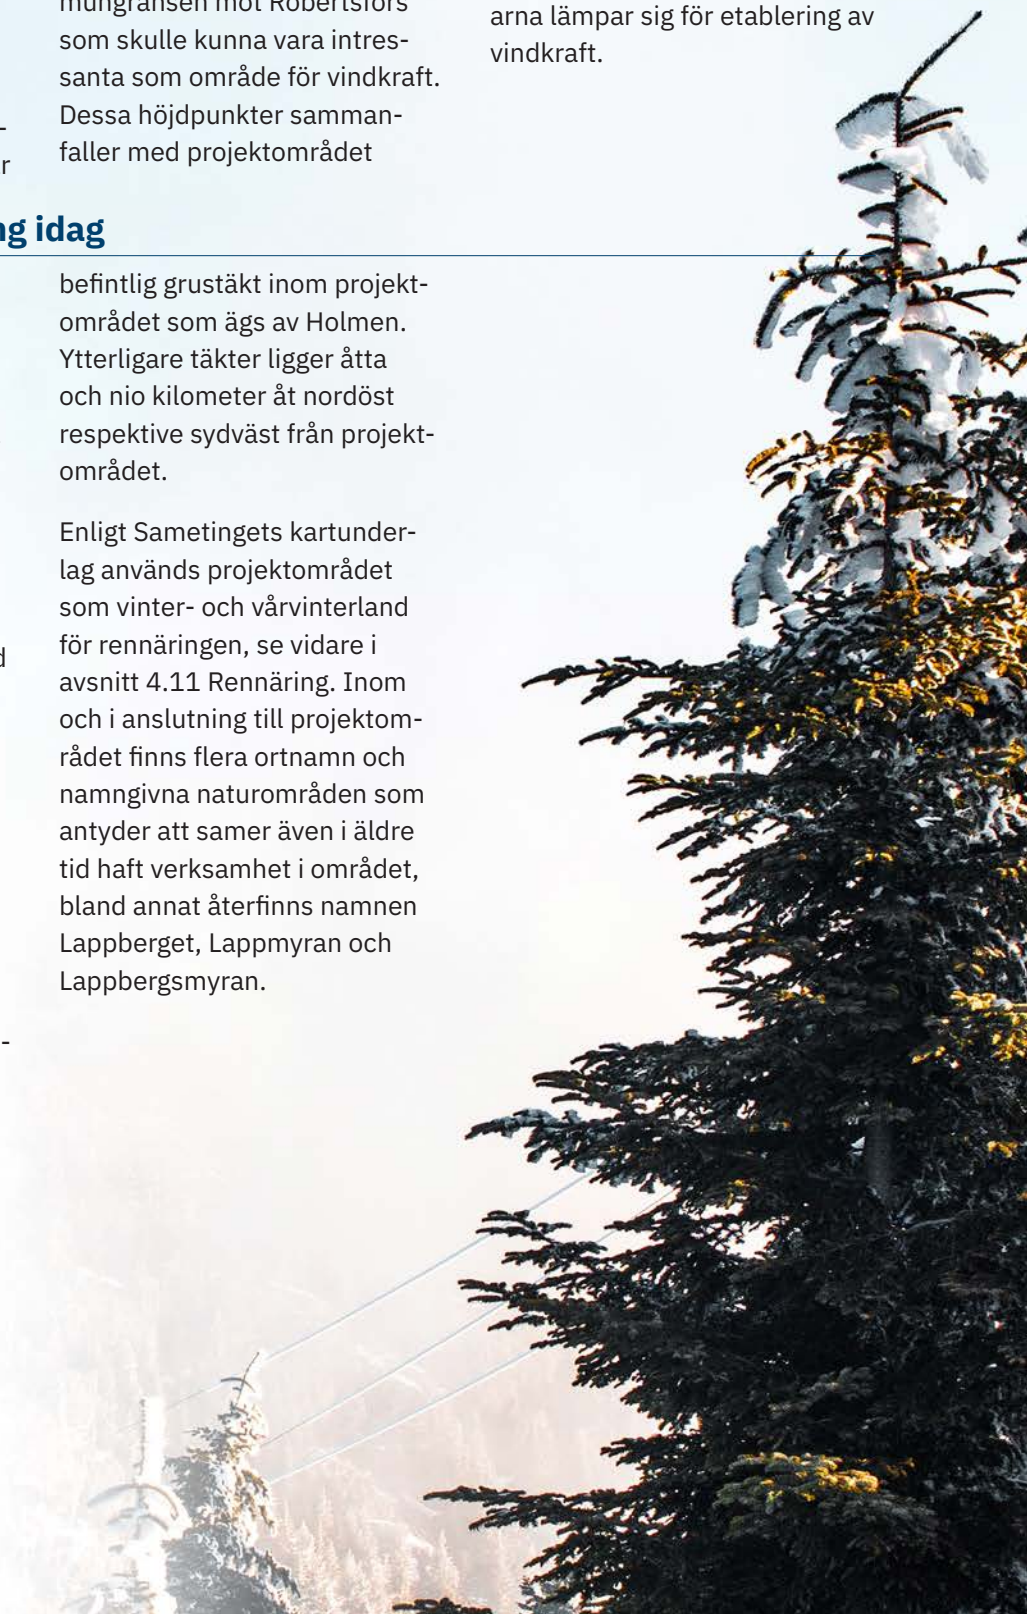 som skulle kunna vara intres-
santa som område för vindkraft.
Dessa höjdpunkter samman-
faller med projektområdet
arna lämpar sig för etablering av
vindkraft.
idag
befintlig grustäkt inom projekt-
området som ägs av Holmen.
Ytterligare täkter ligger åtta
och nio kilometer åt nordöst
respektive sydväst från projekt-
området.
Enligt Sametingets kartunder-
lag används projektområdet
som vinter- och vårvinterland
för rennäringen, se vidare i
avsnitt 4.11 Rennäring. Inom
och i anslutning till projektom-
rådet finns flera ortnamn och
namngivna naturområden som
antyder att samer även i äldre
tid haft verksamhet i området,
bland annat återfinns namnen
Lappberget, Lappmyran och
Lappbergsmyran.